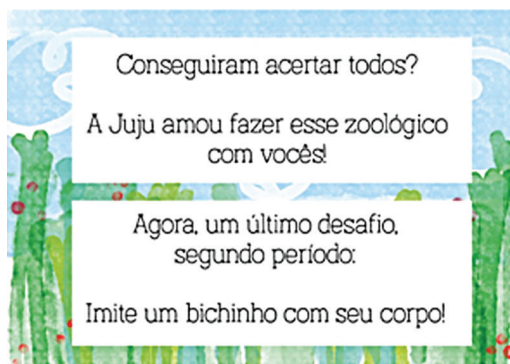 Conseguiram acertar todos?
A Juju amou fazer esse zoológico
com vocês!
Agora, um último desafio,
segundo período:
Imite um bichinho com seu corpo!